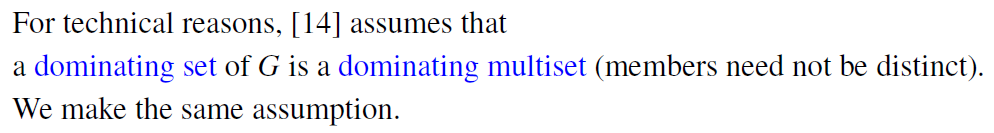 For technical reasons, [14] assumes that
a dominating set of G is a dominating multiset (members need not be distinct).
We make the same assumption.